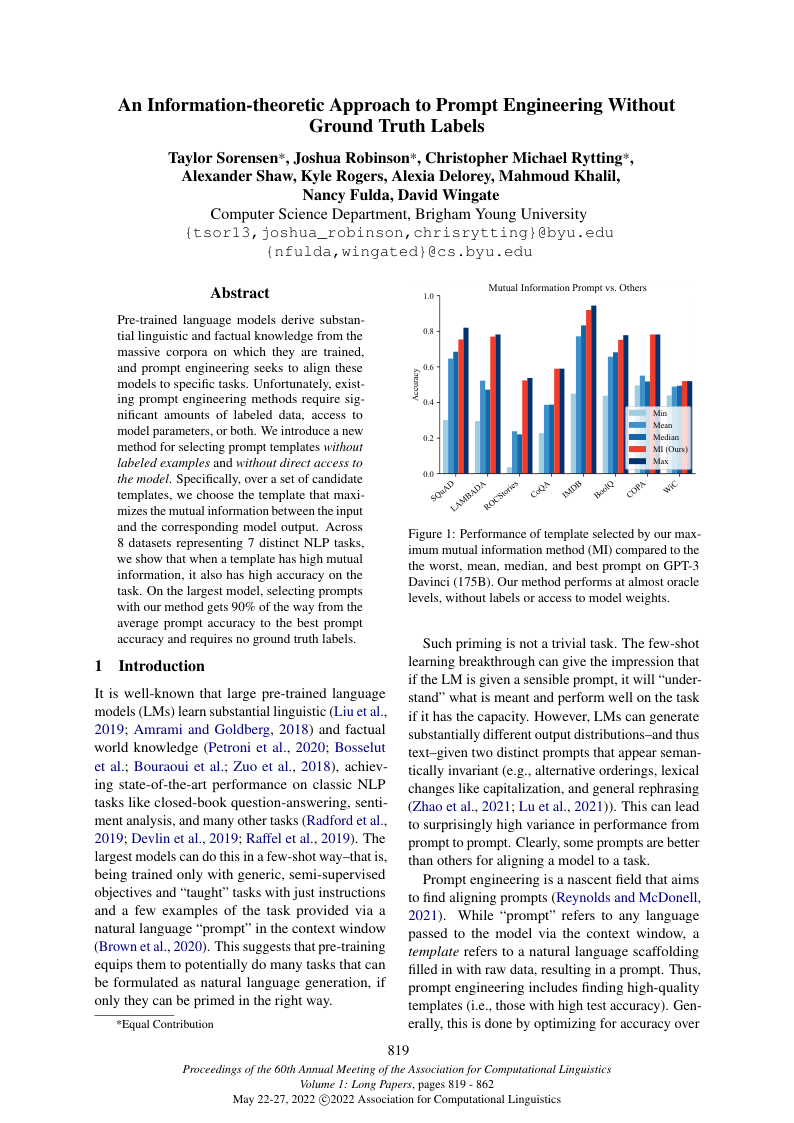 An Information-theoretic Approach to Prompt Engineering Without
Ground Truth Labels
Taylor Sorensen*, Joshua Robinson*, Christopher Michael Rytting*,
Alexander Shaw, Kyle Rogers, Alexia Delorey, Mahmoud Khalil,
Nancy Fulda, David Wingate
Computer Science Department, Brigham Young University
{tsor13,joshua_robinson,chrisrytting}@byu.edu
{nfulda,wingated}@cs.byu.edu
Abstract
Pre-trained language models derive substan-
tial linguistic and factual knowledge from the
massive corpora on which they are trained,
and prompt engineering seeks to align these
models to specific tasks. Unfortunately, exist-
ing prompt engineering methods require sig-
nificant amounts of labeled data, access to
model parameters, or both. We introduce a new
method for selecting prompt templates without
labeled examples and without direct access to
the model. Specifically, over a set of candidate
templates, we choose the template that maxi-
mizes the mutual information between the input
and the corresponding model output. Across
8 datasets representing 7 distinct NLP tasks,
we show that when a template has high mutual
information, it also has high accuracy on the
task. On the largest model, selecting prompts
with our method gets 90% of the way from the
average prompt accuracy to the best prompt
accuracy and requires no ground truth labels.
1 Introduction
It is well-known that large pre-trained language
models (LMs) learn substantial linguistic (Liu et al.,
2019; Amrami and Goldberg, 2018) and factual
world knowledge (Petroni et al., 2020; Bosselut
et al.; Bouraoui et al.; Zuo et al., 2018), achiev-
ing state-of-the-art performance on classic NLP
tasks like closed-book question-answering, senti-
ment analysis, and many other tasks (Radford et al.,
2019; Devlin et al., 2019; Raffel et al., 2019). The
largest models can do this in a few-shot way–that is,
being trained only with generic, semi-supervised
objectives and “taught” tasks with just instructions
and a few examples of the task provided via a
natural language “prompt” in the context window
(Brown et al., 2020). This suggests that pre-training
equips them to potentially do many tasks that can
be formulated as natural language generation, if
only they can be primed in the right way.
*Equal Contribution
Mutual Information Prompt vs. Others
1.0
0.8
0.6
0.4
0.2
0.0
Accuracy
SQuAD
LAMBADA
ROCStories
CoQA
IMDB
BoolQ
COPA
WiC
Min
Mean
Median
MI (Ours)
Max
Figure 1: Performance of template selected by our max-
imum mutual information method (MI) compared to the
the worst, mean, median, and best prompt on GPT-3
Davinci (175B). Our method performs at almost oracle
levels, without labels or access to model weights.
Such priming is not a trivial task. The few-shot
learning breakthrough can give the impression that
if the LM is given a sensible prompt, it will “under-
stand” what is meant and perform well on the task
if it has the capacity. However, LMs can generate
substantially different output distributions–and thus
text–given two distinct prompts that appear seman-
tically invariant (e.g., alternative orderings, lexical
changes like capitalization, and general rephrasing
(Zhao et al., 2021; Lu et al., 2021)). This can lead
to surprisingly high variance in performance from
prompt to prompt. Clearly, some prompts are better
than others for aligning a model to a task.
Prompt engineering is a nascent field that aims
to find aligning prompts (Reynolds and McDonell,
2021). While “prompt” refers to any language
passed to the model via the context window, a
template refers to a natural language scaffolding
filled in with raw data, resulting in a prompt. Thus,
prompt engineering includes finding high-quality
templates (i.e., those with high test accuracy). Gen-
erally, this is done by optimizing for accuracy over
819
Proceedings of the 60th Annual Meeting of the Association for Computational Linguistics
Volume 1: Long Papers, pages 819 - 862
May 22-27, 2022 ©2022 Association for Computational Linguistics